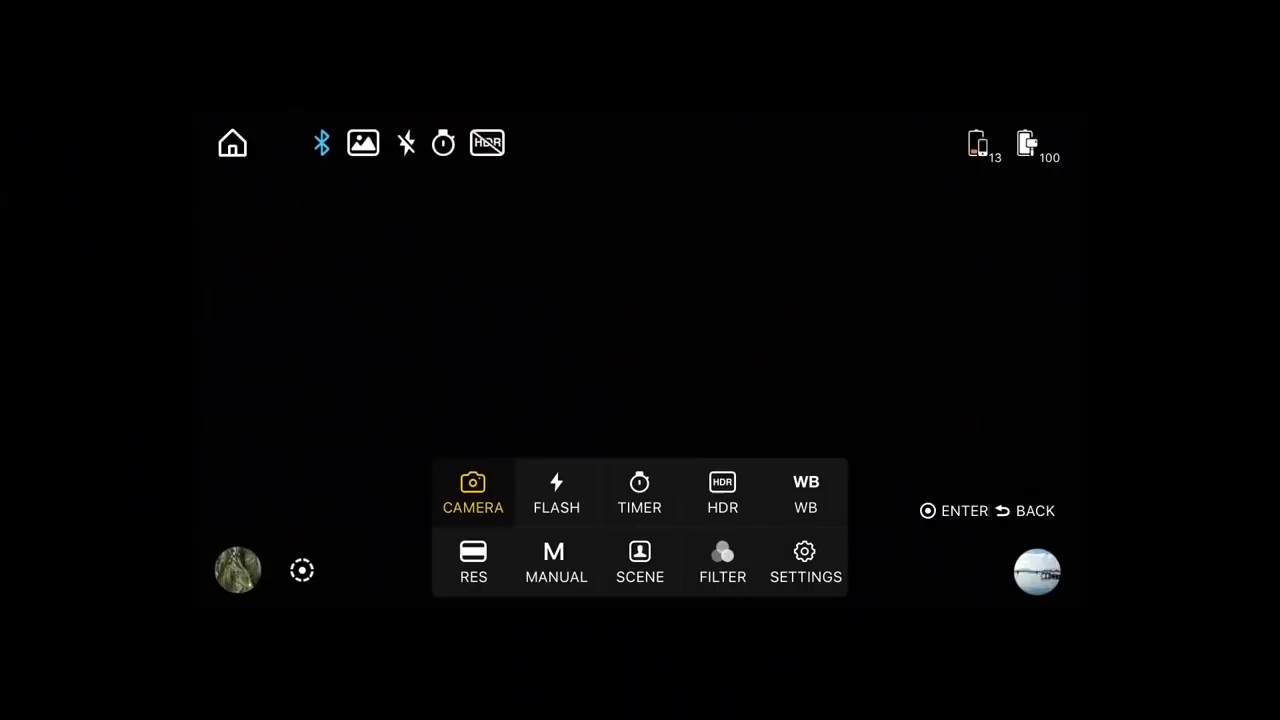 HDR
13
100
CAMERA
FLASH
TIMER
HDR
HDR
WB
WB
RES
M
MANUAL
SCENE
FILTER
SETTINGS
ENTER BACK